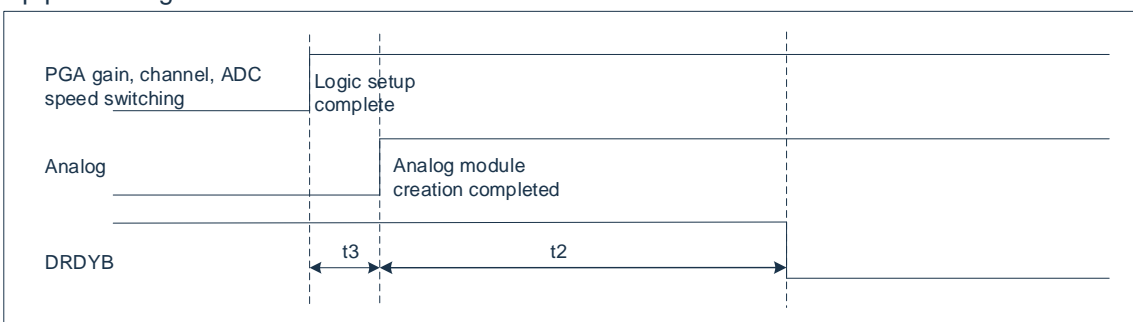 PGA gain, channel, ADC
speed switching
Logic setup
complete
Analog
Analog module
creation completed
DRDYB
t3
t2